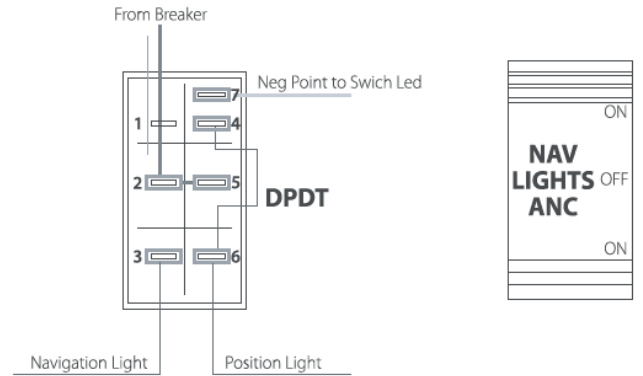 From Breaker
Neg Point to Swich Led
7
1
4
2
5
DPDT
3
6
Navigation Light
Position Light
ON
NAV
LIGHTS OFF
ANC
ON